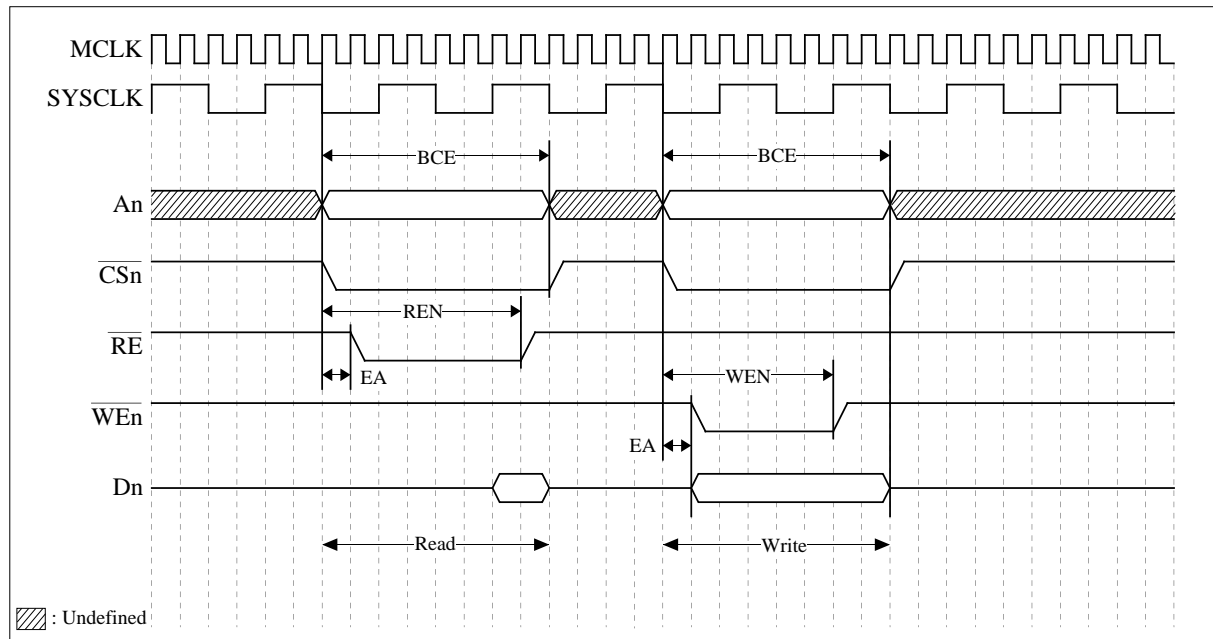 MCLK
SYSCLK
BCE BCE
An
CSn
REN
RE
EA WEN
WEn
EA
Dn
Read Write
: Undefined